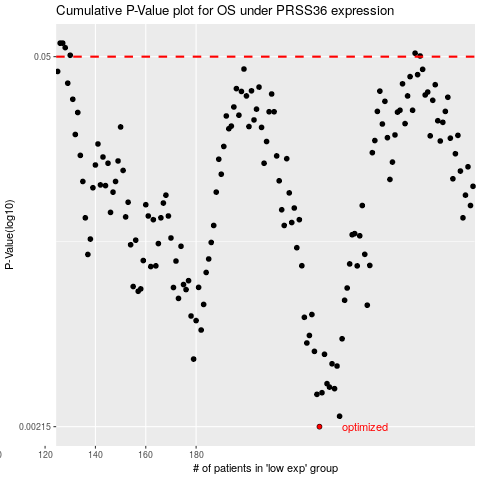 Cumulative P-Value plot for OS under PRSS36 expression
0.05
P-Value(log10)
0.00215
optimized
0 120 140 160 180
# of patients in 'low exp' group